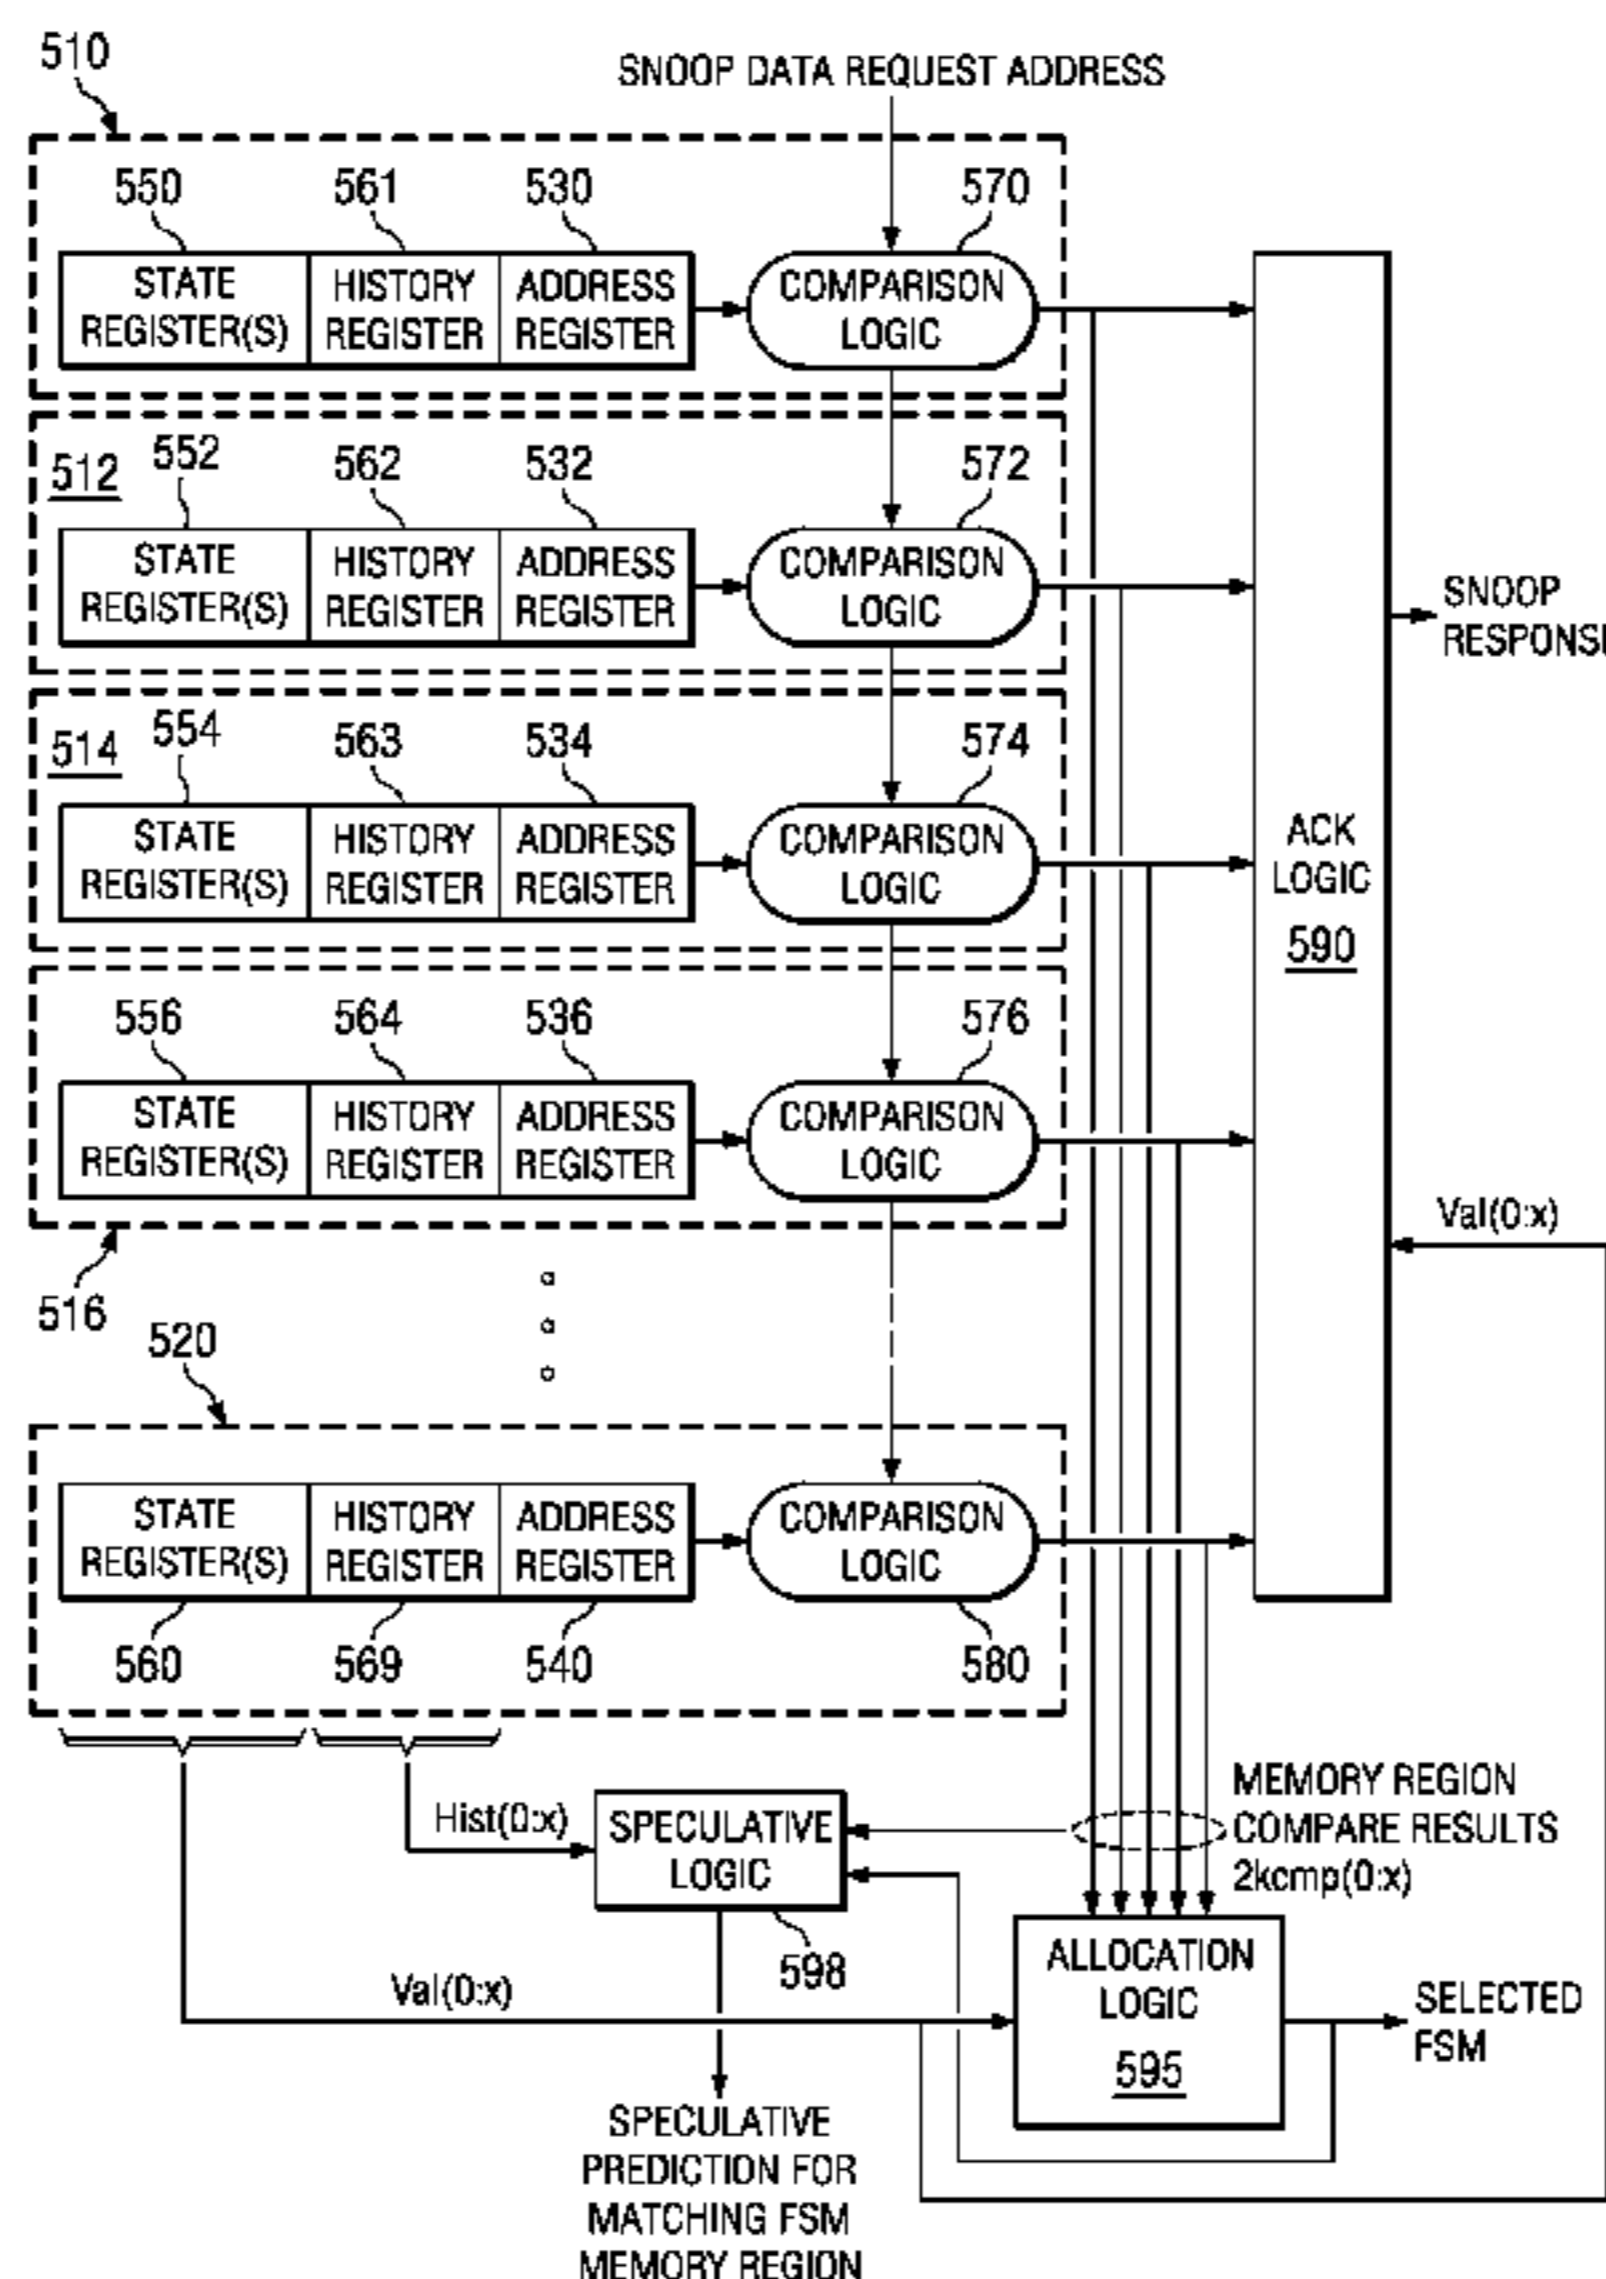 510
SNOOP DATA REQUEST ADDRESS
550
561
530
570
STATE
REGISTER(S)
HISTORY
REGISTER
ADDRESS
REGISTER
COMPARISON
LOGIC
512
552
562
532
572
STATE
REGISTER(S)
HISTORY
REGISTER
ADDRESS
REGISTER
COMPARISON
LOGIC
SNOOP
RESPONSE
514
554
563
534
574
STATE
REGISTER(S)
HISTORY
REGISTER
ADDRESS
REGISTER
COMPARISON
LOGIC
ACK
LOGIC
590
556
564
536
576
STATE
REGISTER(S)
HISTORY
REGISTER
ADDRESS
REGISTER
COMPARISON
LOGIC
Val(0:x)
516
520
STATE
REGISTER(S)
HISTORY
REGISTER
ADDRESS
REGISTER
COMPARISON
LOGIC
560
569
540
580
Hist(0:x)
SPECULATIVE
LOGIC
598
MEMORY REGION
COMPARE RESULTS
2kcmp(0:x)
Val(0:x)
ALLOCATION
LOGIC
595
SELECTED
FSM
SPECULATIVE
PREDICTION FOR
MATCHING FSM
MEMORY REGION